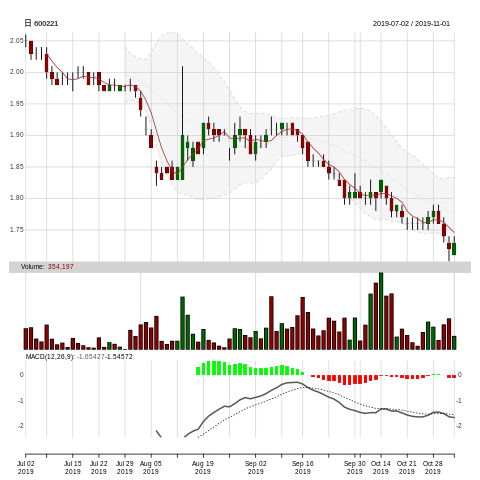 日 600221
2019-07-02 / 2019-11-01
2.05
2.00
1.95
1.90
1.85
1.80
1.75
Volume: 354,197
MACD(12,26,9): -1.65427-1.54572
0 0
-1 -1
-2 -2
Jul 02 Jul 15 Jul 22 Jul 29 Aug 05 Aug 19 Sep 02 Sep 16 Sep 30 Oct 14 Oct 21 Oct 28
2019 2019 2019 2019 2019 2019 2019 2019 2019 2019 2019 2019